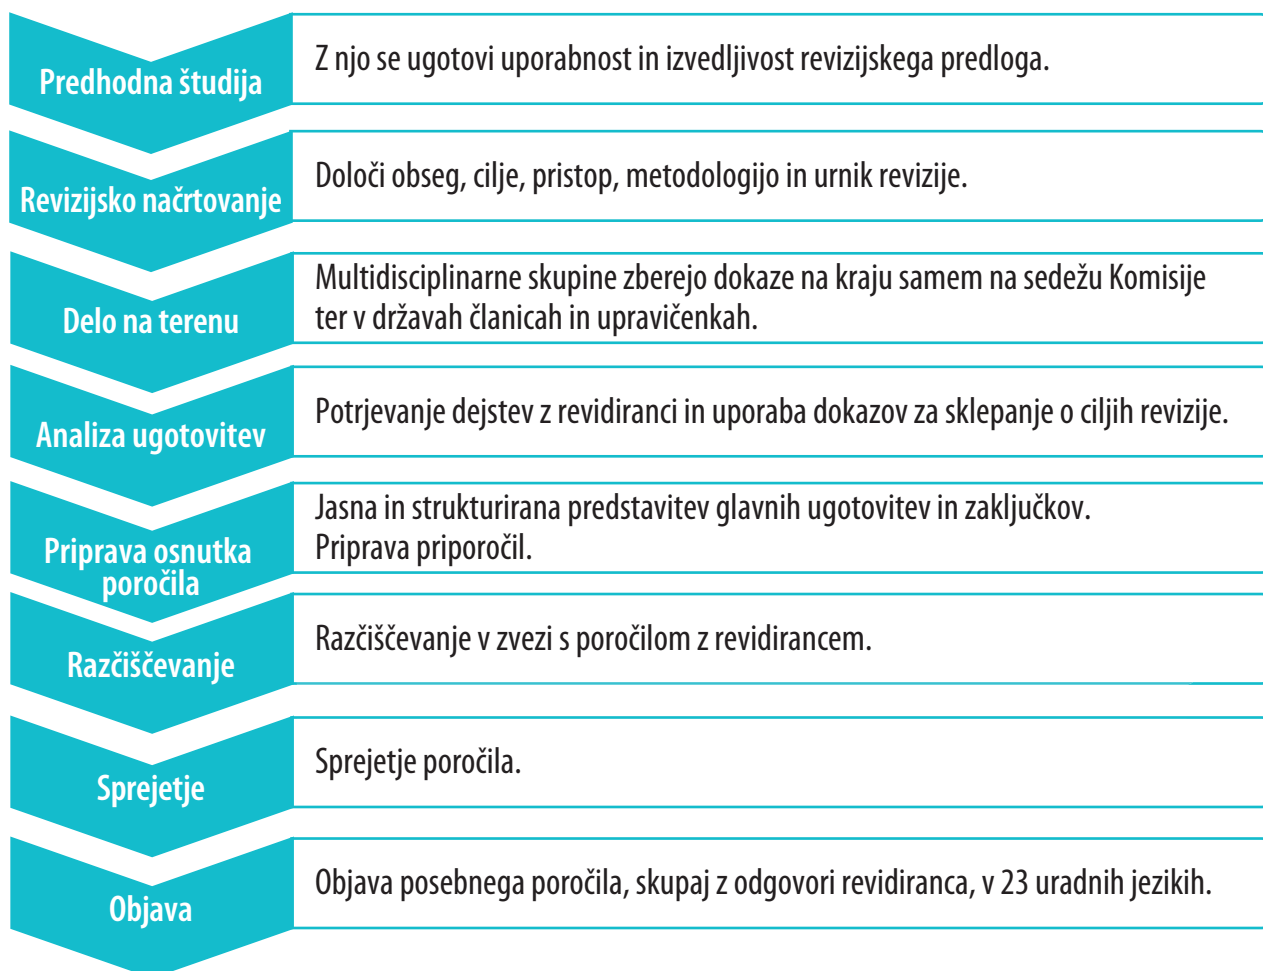 Predhodna študija
Z njo se ugotovi uporabnost in izvedljivost revizijskega predloga.
Revizijsko načrtovanje
Določi obseg, cilje, pristop, metodologijo in urnik revizije.
Delo na terenu
Multidisciplinarne skupine zberejo dokaze na kraju samem na sedežu Komisije
ter v državah članicah in upravičenkah.
Analiza ugotovitev
Potrjevanje dejstev z revidiranci in uporaba dokazov za sklepanje o ciljih revizije.
Priprava osnutka
poročila
Jasna in strukturirana predstavitev glavnih ugotovitev in zaključkov.
Priprava priporočil.
Razčiščevanje
Razčiščevanje v zvezi s poročilom z revidirancem.
Sprejetje
Sprejetje poročila.
Objava
Objava posebnega poročila, skupaj z odgovori revidiranca, v 23 uradnih jezikih.